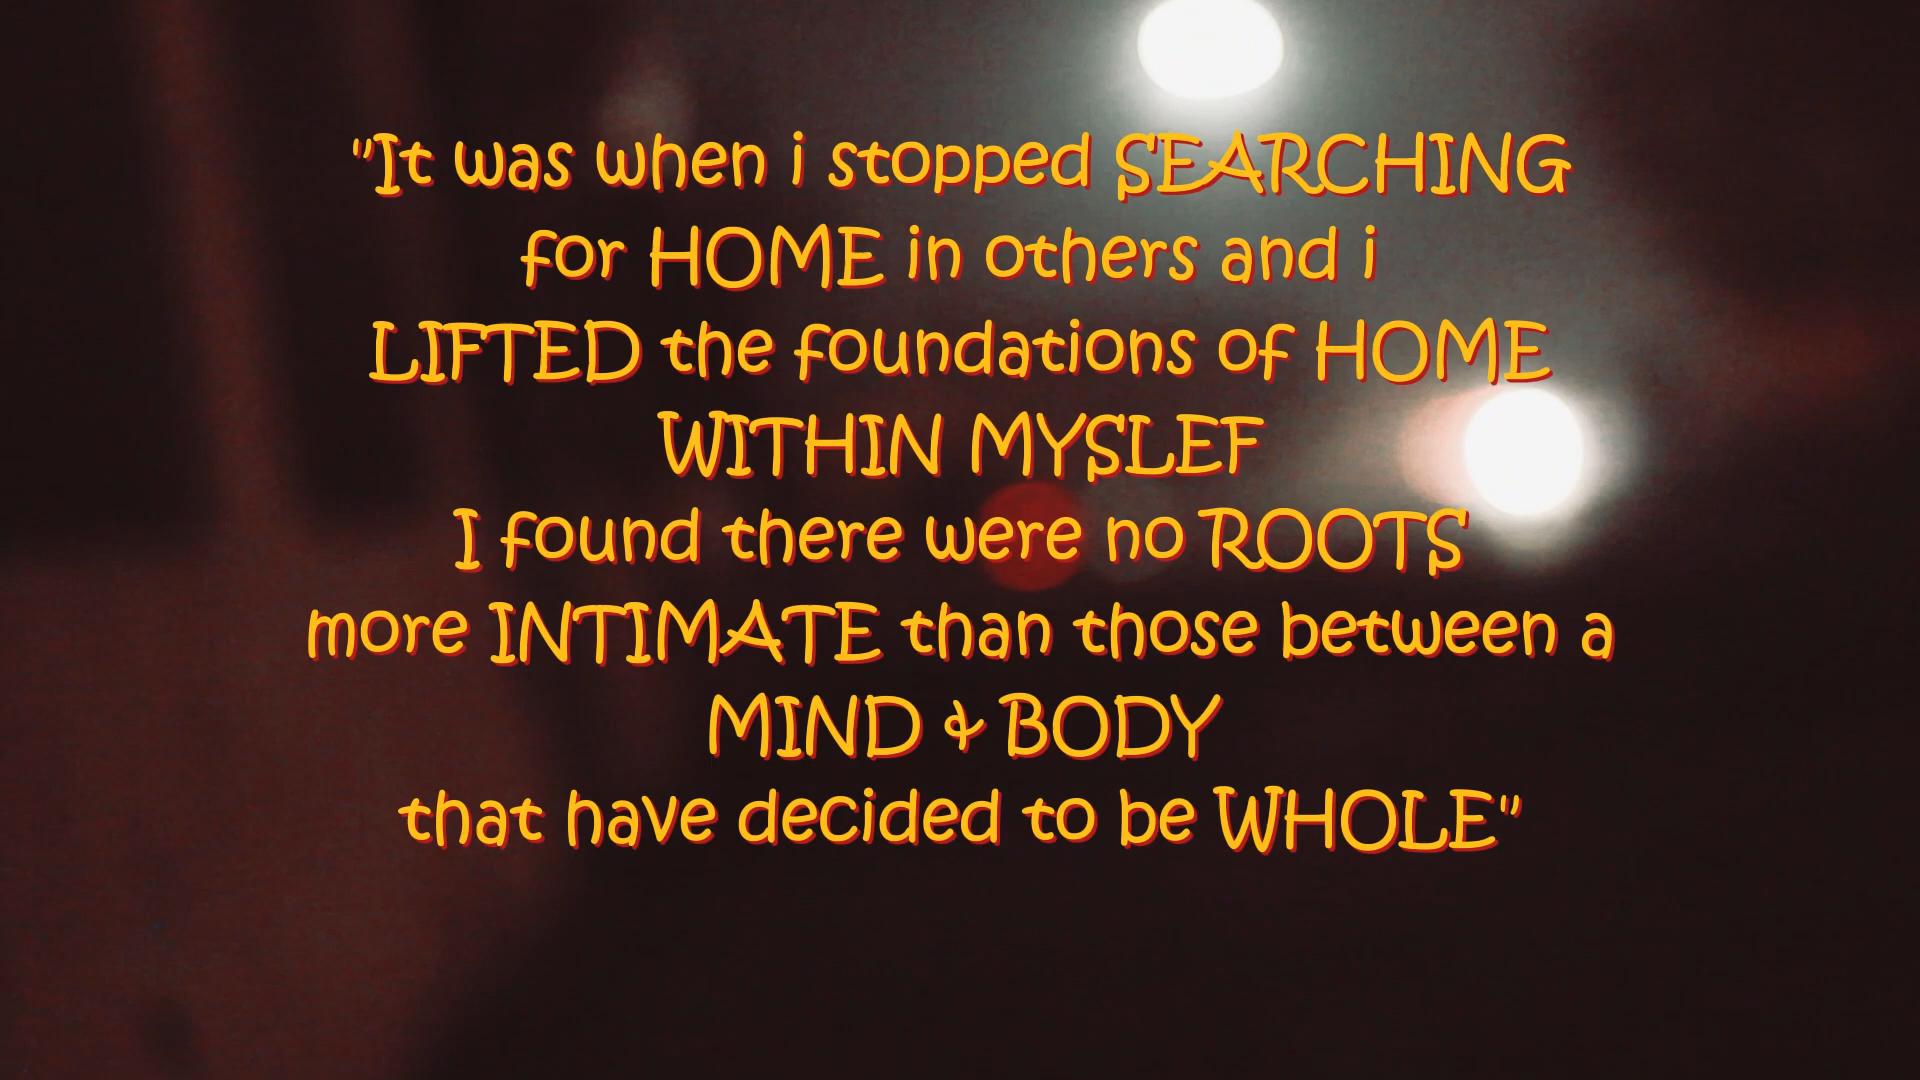 "It was when i stopped SEARCHING
for HOME in others and i
LIFTED the foundations of HOME
WITHIN MYSLEF
I found there were no ROOTS
more INTIMATE than those between a
MIND & BODY
that have decided to be WHOLE"